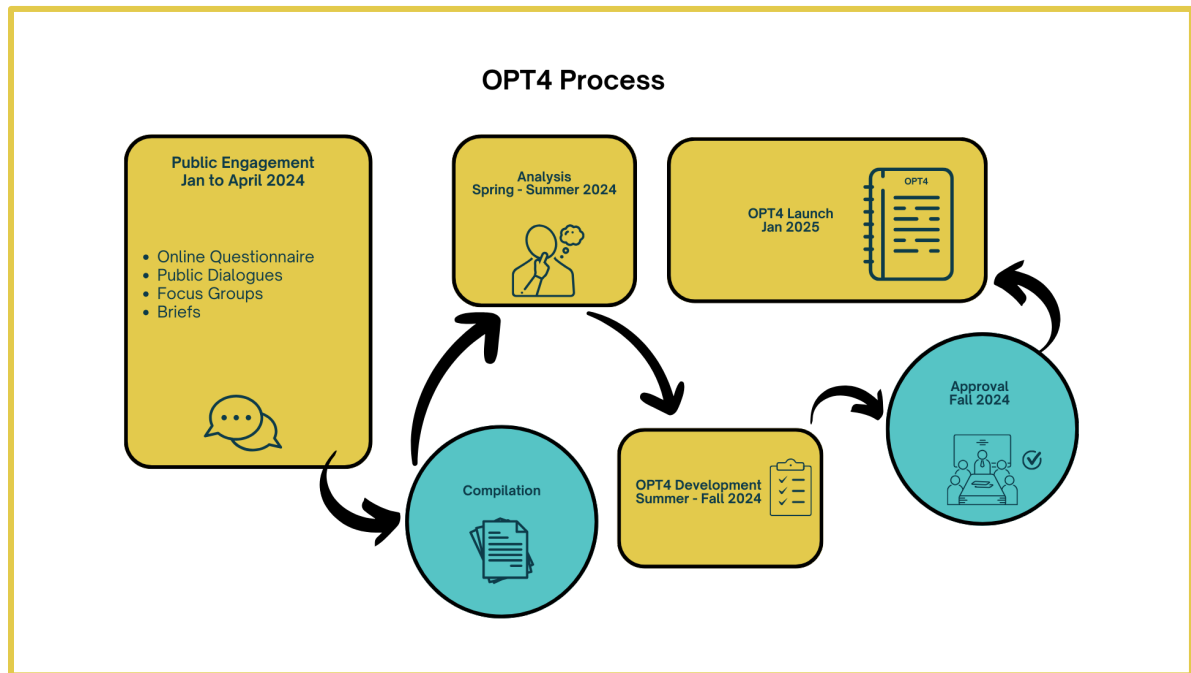 OPT4 Process
Public Engagement
Jan to April 2024
• Online Questionnaire
• Public Dialogues
• Focus Groups
• Briefs
Compilation
Analysis
Spring - Summer 2024
OPT4 Development
Summer - Fall 2024
Approval
Fall 2024
OPT4 Launch
Jan 2025
OPT4